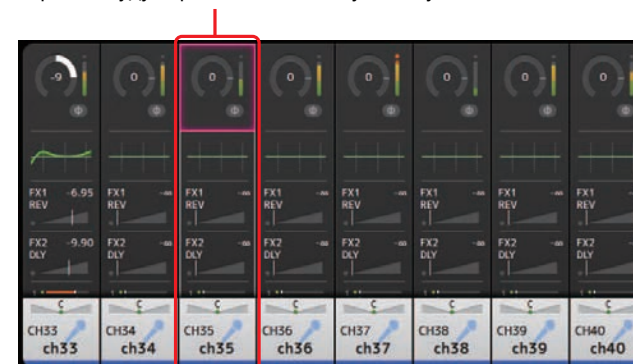 -9 0 0 0 0 0 0 0
FX1 -6.95 FX1 -∞ FX1 -∞ FX1 -∞ FX1 -∞ FX1 -∞ FX1 -∞ FX1
REV REV REV REV REV REV REV REV
FX2 -9.90 FX2 -∞ FX2 -∞ FX2 -∞ FX2 -∞ FX2 -∞ FX2 -∞ FX2
DLY DLY DLY DLY DLY DLY DLY DLY
C C C C C C C C
CH33 CH34 CH35 CH36 CH37 CH38 CH39 CH40
ch33 ch34 ch35 ch36 ch37 ch38 ch39 ch40